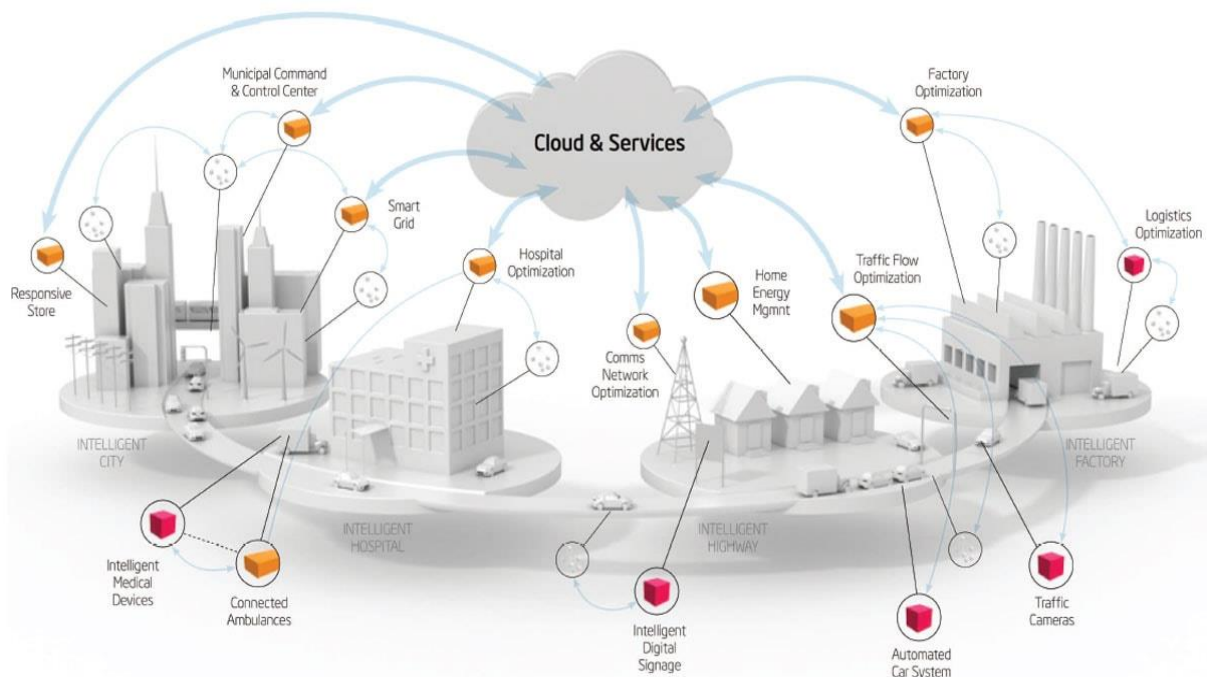 Municipal Command
& Control Center
Factory
Optimization
Cloud & Services
Smart
Grid
Logistics
Optimization
Hospital
Optimization
Traffic Flow
Optimization
Home
Energy
Mgmnt
Responsive
Store
Comms
Network
Optimization
INTELLIGENT
CITY
INTELLIGENT
FACTORY
INTELLIGENT
HOSPITAL
INTELLIGENT
HIGHWAY
Intelligent
Medical
Devices
Connected
Ambulances
Intelligent
Digital
Signage
Automated
Car System
Traffic
Cameras